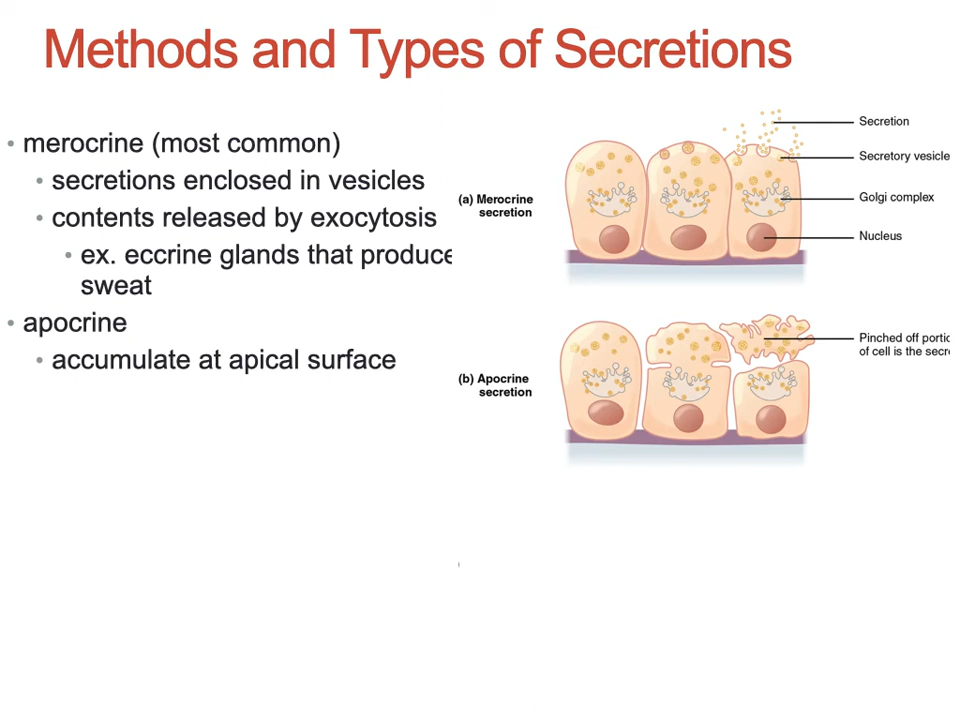 Methods and Types of Secretions
• merocrine (most common)
• secretions enclosed in vesicles
• contents released by exocytosis
• ex. eccrine glands that produce
sweat
• apocrine
• accumulate at apical surface
(a) Merocrine
secretion
Secretion
Secretory vesicle
Golgi complex
Nucleus
(b) Apocrine
secretion
Pinched off
of cell is the